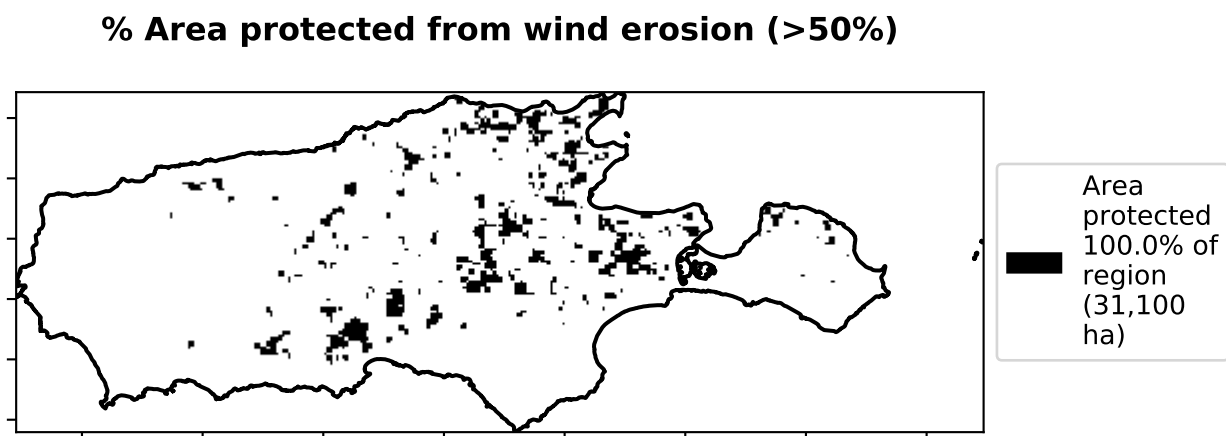 % Area protected from wind erosion (>50%)
Area
protected
100.0% of
region
(31,100
ha)